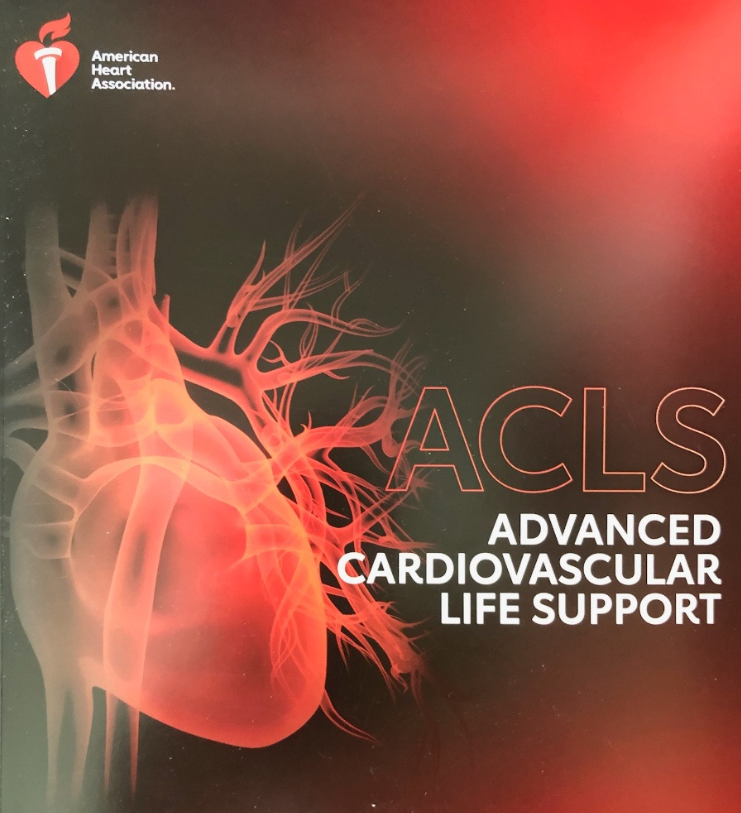 American
Heart
Association.
ACLS
ADVANCED
CARDIOVASCULAR
LIFE SUPPORT